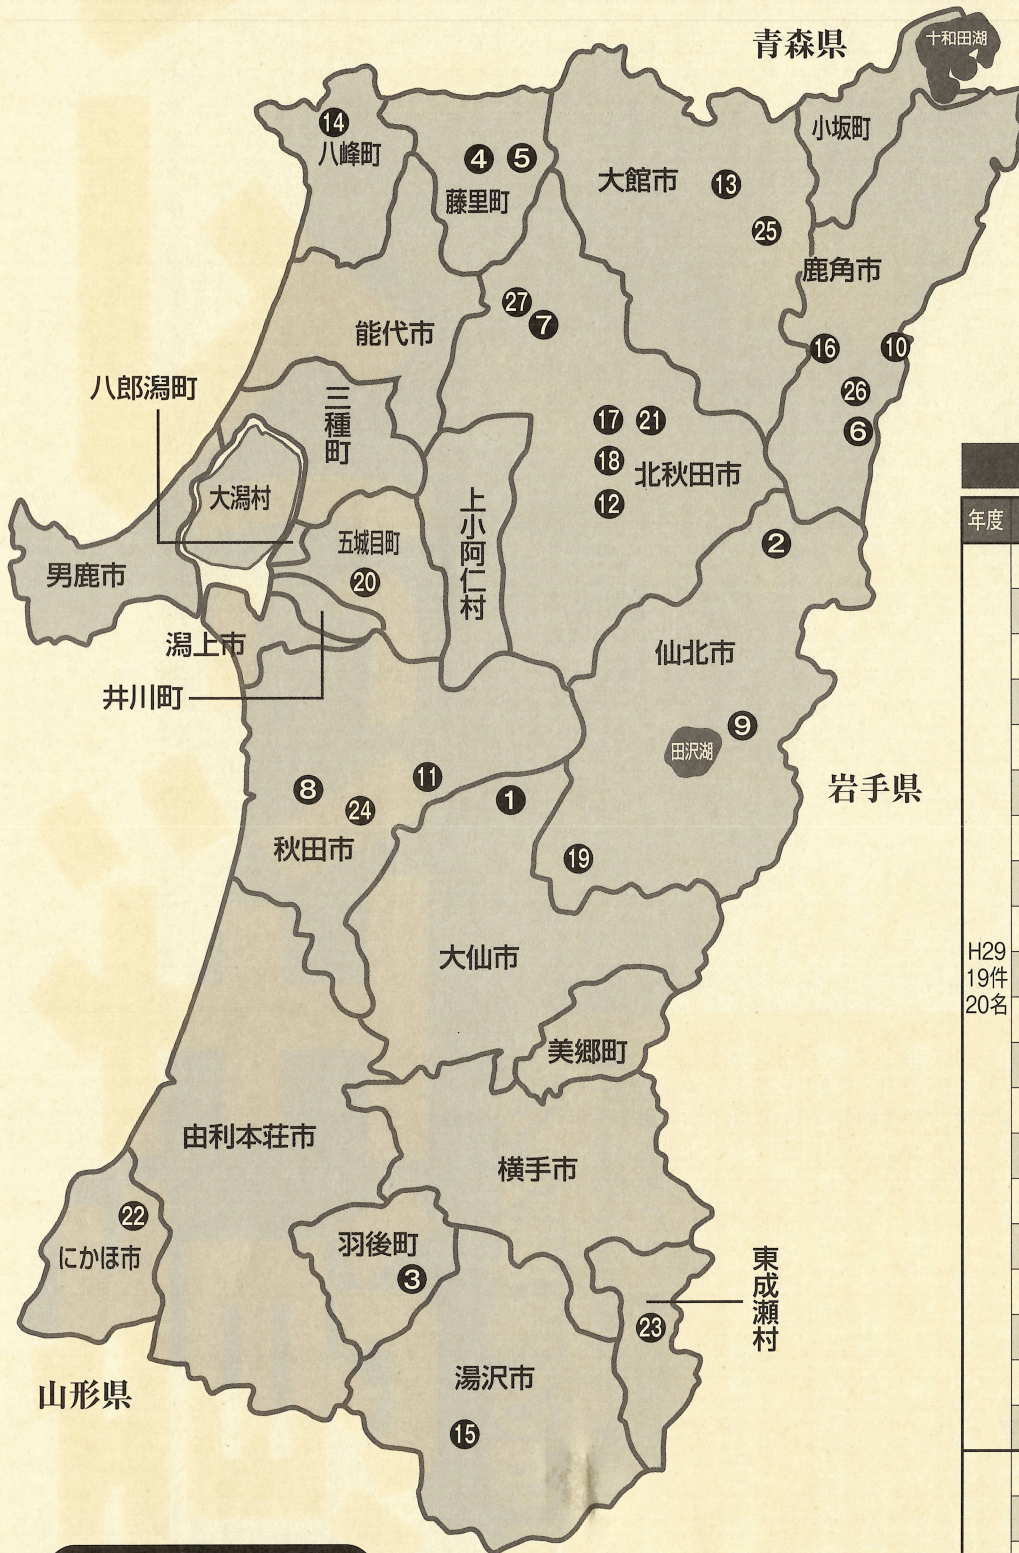 青森県
十和田湖
小坂町
⑭
八峰町
④ ⑤
藤里町
大館市
⑬
㉕
鹿角市
㉗
⑦
能代市
⑯
⑩
㉖
⑥
八郎潟町
三種町
⑰ ㉑
⑱
北秋田市
⑫
大潟村
上小阿仁村
五城目町
⑳
②
男鹿市
潟上市
井川町
仙北市
⑨
田沢湖
岩手県
⑧
⑪
㉔
①
秋田市
⑲
大仙市
美郷町
由利本荘市
横手市
㉒
にかほ市
羽後町
③
東成瀬村
㉓
湯沢市
⑮
山形県
年度
H29
19件
20名